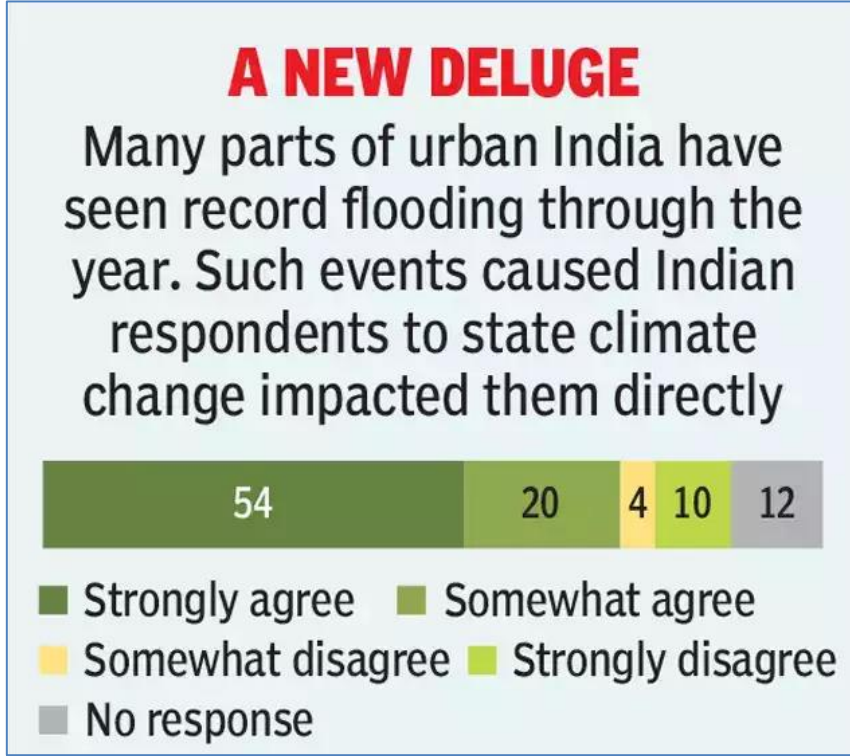 A NEW DELUGE
Many parts of urban India have
seen record flooding through the
year. Such events caused Indian
respondents to state climate
change impacted them directly
54 20 4 10 12
Strongly agree Somewhat agree
Somewhat disagree Strongly disagree
No response